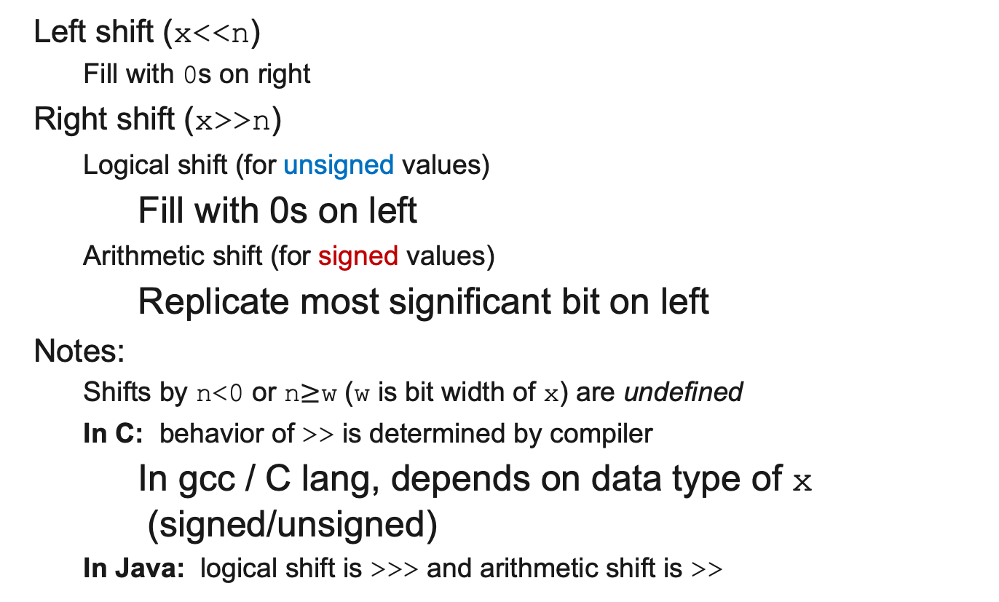 Left shift (x<<n)
Fill with 0s on right
Right shift (x>>n)
Logical shift (for unsigned values)
Fill with 0s on left
Arithmetic shift (for signed values)
Replicate most significant bit on left
Notes:
Shifts by n<0 or n≥w (w is bit width of x) are undefined
In C: behavior of >> is determined by compiler
In gcc / C lang, depends on data type of x
(signed/unsigned)
In Java: logical shift is >>> and arithmetic shift is >>